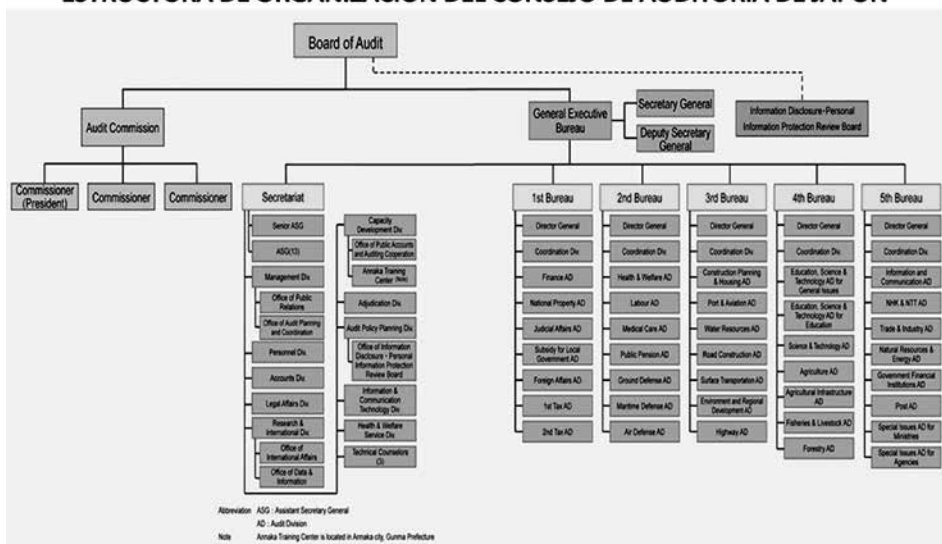 ESTRUCTURA DE ORGANIZACIÓN DEL CONSEJO DE AUDITORÍA DE JAPÓN
Board of Audit
Audit Commission
General Executive
Bureau
Secretary General
Deputy Secretary
General
Information Disclosure-Personal
Information Protection Review Board
Commissioner
(President)
Commissioner
Commissioner
Secretariat
Senior ASG
ASG(13)
Management Div.
Office of Public
Relations
Office of Audit Planning
and Coordination
Personnel Div.
Accounts Div.
Legal Affairs Div.
Research &
International Div.
Office of
International Affairs
Office of Data &
Information
Capacity
Development Div.
Office of Public Accounts
and Auditing Cooperation
Annaka Training
Center (Note)
Adjudication Div.
Audit Policy Planning Div.
Office of Information
Disclosure - Personal
Information Protection
Review Board
Information &
Communication
Technology Div.
Health & Welfare
Service Div.
Technical Counselors
(3)
1st Bureau
Director General
Coordination Div.
Finance AD
National Property AD
Judicial Affairs AD
Subsidy for Local
Government AD
Foreign Affairs AD
1st Tax AD
2nd Tax AD
2nd Bureau
Director General
Coordination Div.
Health & Welfare AD
Labour AD
Medical Care AD
Public Pension AD
Ground Defense AD
Maritime Defense AD
Air Defense AD
3rd Bureau
Director General
Coordination Div.
Construction Planning
& Housing AD
Port & Aviation AD
Water Resources AD
Road Construction AD
Surface Transportation AD
Environment and Regional
Development AD
Highway AD
4th Bureau
Director General
Coordination Div.
Education, Science &
Technology AD for
General Issues
Education, Science &
Technology AD for
Education
Science & Technology AD
Agriculture AD
Agricultural Infrastructure
AD
Fisheries & Livestock AD
Forestry AD
5th Bureau
Director General
Coordination Div.
Information and
Communication AD
NHK & NTT AD
Trade & Industry AD
Natural Resources &
Energy AD
Government Financial
Institutions AD
Post AD
Special Issues AD for
Ministries
Special Issues AD for
Agencies
Abbreviation ASG : Assistant Secretary General
AD : Audit Division
Note Annaka Training Center is located in Annaka city, Gunma Prefecture